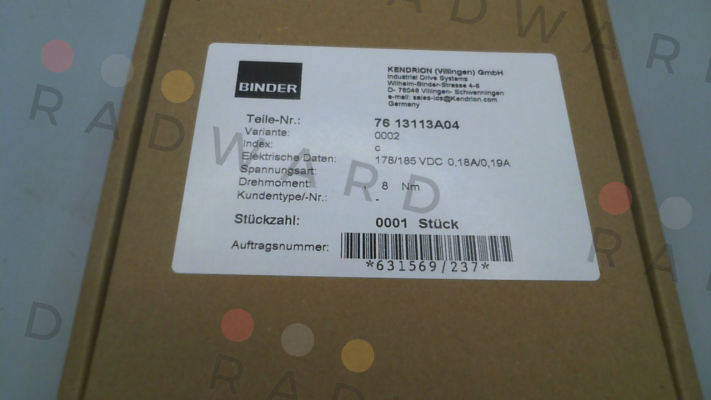 BINDER
KENDRION (Villingen) GmbH
Industrial Drive Systems
Wilhelm-Binder-Strasse 4-6
D- 78048 Villingen- Schwenningen
e-mail: sales-ids@Kendrion.com
Germany
Teile-Nr.: 76 13113A04
Variante: 0002
Index: c
Elektrische Daten: 178/185 VDC 0,18A/0,19A
Spannungsart:
Drehmoment: 8 Nm
Kundentype/-Nr.: -
Stückzahl: 0001 Stück
Auftragsnummer:
*631569/237*
RADWARD